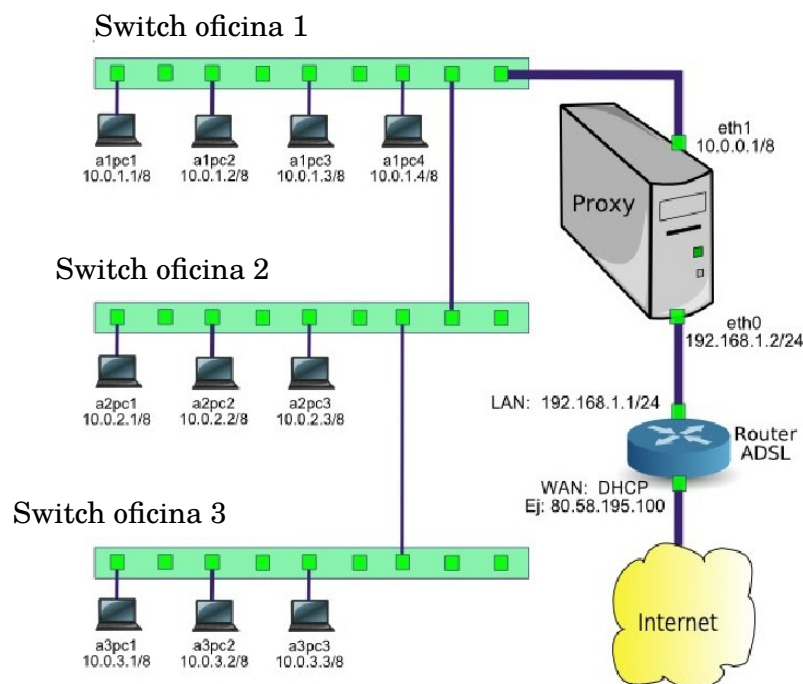 Switch oficina 1
a1pc1
10.0.1.1/8
a1pc2
10.0.1.2/8
a1pc3
10.0.1.3/8
a1pc4
10.0.1.4/8
eth1
10.0.0.1/8
Proxy
Switch oficina 2
a2pc1
10.0.2.1/8
a2pc2
10.0.2.2/8
a2pc3
10.0.2.3/8
eth0
192.168.1.2/24
LAN: 192.168.1.1/24
Router
ADSL
WAN: DHCP
Ej: 80.58.195.100
Switch oficina 3
a3pc1
10.0.3.1/8
a3pc2
10.0.3.2/8
a3pc3
10.0.3.3/8
Internet